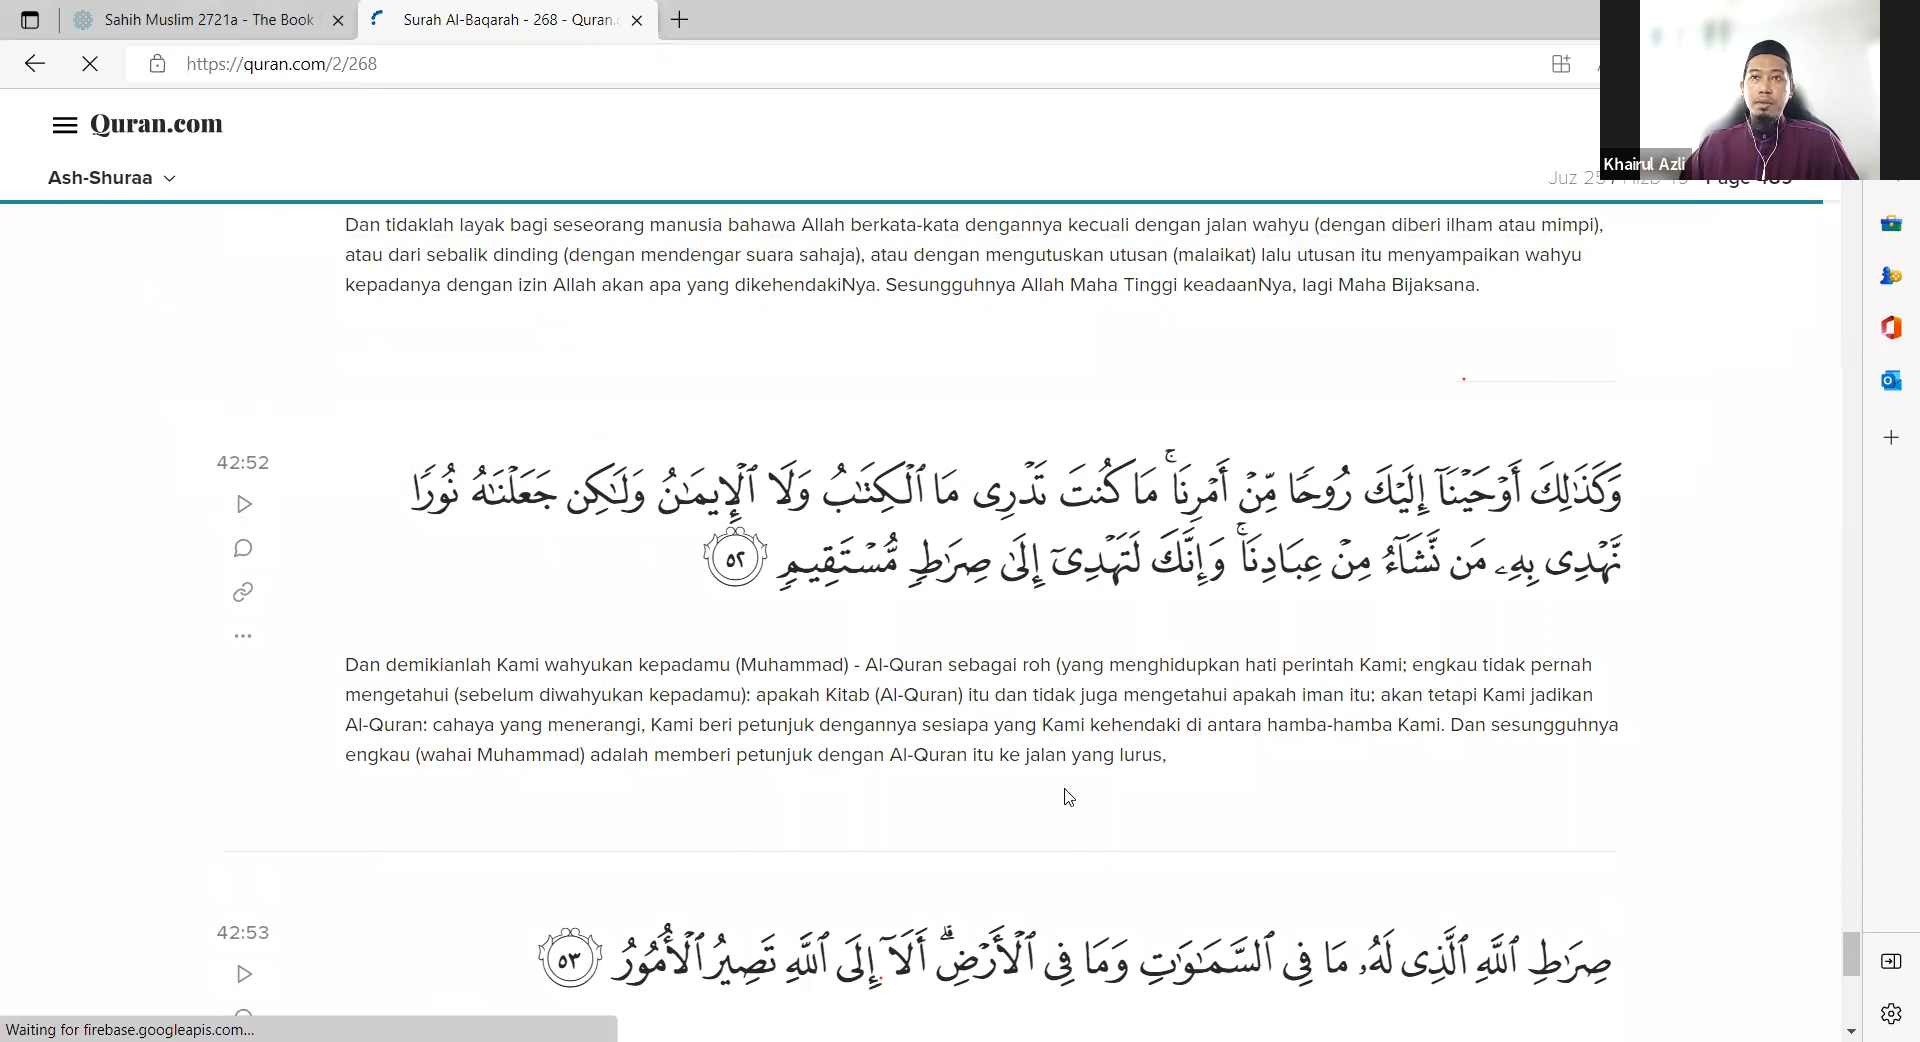 Sahih Muslim 2721a - The Book
Surah Al-Baqarah - 268 - Quran.c
https://quran.com/2/268
Quran.com
Khairul Azli
Ash-Shuraa
Dan tidaklah layak bagi seseorang manusia bahawa Allah berkata-kata dengannya kecuali dengan jalan wahyu (dengan diberi ilham atau mimpi),
atau dari sebalik dinding (dengan mendengar suara sahaja), atau dengan mengutuskan utusan (malaikat) lalu utusan itu menyampaikan wahyu
kepadanya dengan izin Allah akan apa yang dikehendakiNya. Sesungguhnya Allah Maha Tinggi keadaanNya, lagi Maha Bijaksana.
42:52
وَكَذَٰلِكَ أَوْحَيْنَآ إِلَيْكَ رُوحًا مِّنْ أَمْرِنَا ۚ مَا كُنتَ تَدْرِى مَا ٱلْكِتَـٰبُ وَلَا ٱلْإِيمَـٰنُ وَلَـٰكِن جَعَلْنَـٰهُ نُورًا
نَّهْدِى بِهِۦ مَن نَّشَآءُ مِنْ عِبَادِنَا ۚ وَإِنَّكَ لَتَهْدِىٓ إِلَىٰ صِرَٰطٍ مُّسْتَقِيمٍ ٥٢
Dan demikianlah Kami wahyukan kepadamu (Muhammad) - Al-Quran sebagai roh (yang menghidupkan hati perintah Kami; engkau tidak pernah
mengetahui (sebelum diwahyukan kepadamu): apakah Kitab (Al-Quran) itu dan tidak juga mengetahui apakah iman itu; akan tetapi Kami jadikan
Al-Quran: cahaya yang menerangi, Kami beri petunjuk dengannya sesiapa yang Kami kehendaki di antara hamba-hamba Kami. Dan sesungguhnya
engkau (wahai Muhammad) adalah memberi petunjuk dengan Al-Quran itu ke jalan yang lurus,
42:53
صِرَٰطِ ٱللَّهِ ٱلَّذِى لَهُۥ مَا فِى ٱلسَّمَـٰوَٰتِ وَمَا فِى ٱلْأَرْضِ ۗ أَلَآ إِلَى ٱللَّهِ تَصِيرُ ٱلْأُمُورُ ٥٣
Waiting for firebase.googleapis.com...